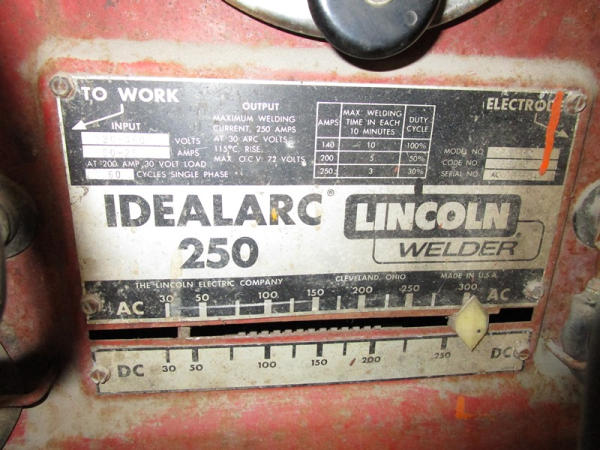 TO WORK
INPUT
VOLTS
AMPS
AT 200 AMP, 30 VOLT LOAD
60 CYCLES SINGLE PHASE
OUTPUT
MAXIMUM WELDING
CURRENT, 250 AMPS
AT 30 ARC VOLTS
115°C. RISE.
MAX. O.C.V. 72 VOLTS
AMPS MAX. WELDING TIME IN EACH 10 MINUTES DUTY CYCLE
140 10 100%
200 5 50%
250 3 30%
MODEL NO
CODE NO
SERIAL NO. AC
IDEALARC®
250
LINCOLN®
WELDER
THE LINCOLN ELECTRIC COMPANY CLEVELAND, OHIO MADE IN U.S.A.
AC 30 50 100 150 200 250 300 AC
DC 30 50 100 150 200 250 DC